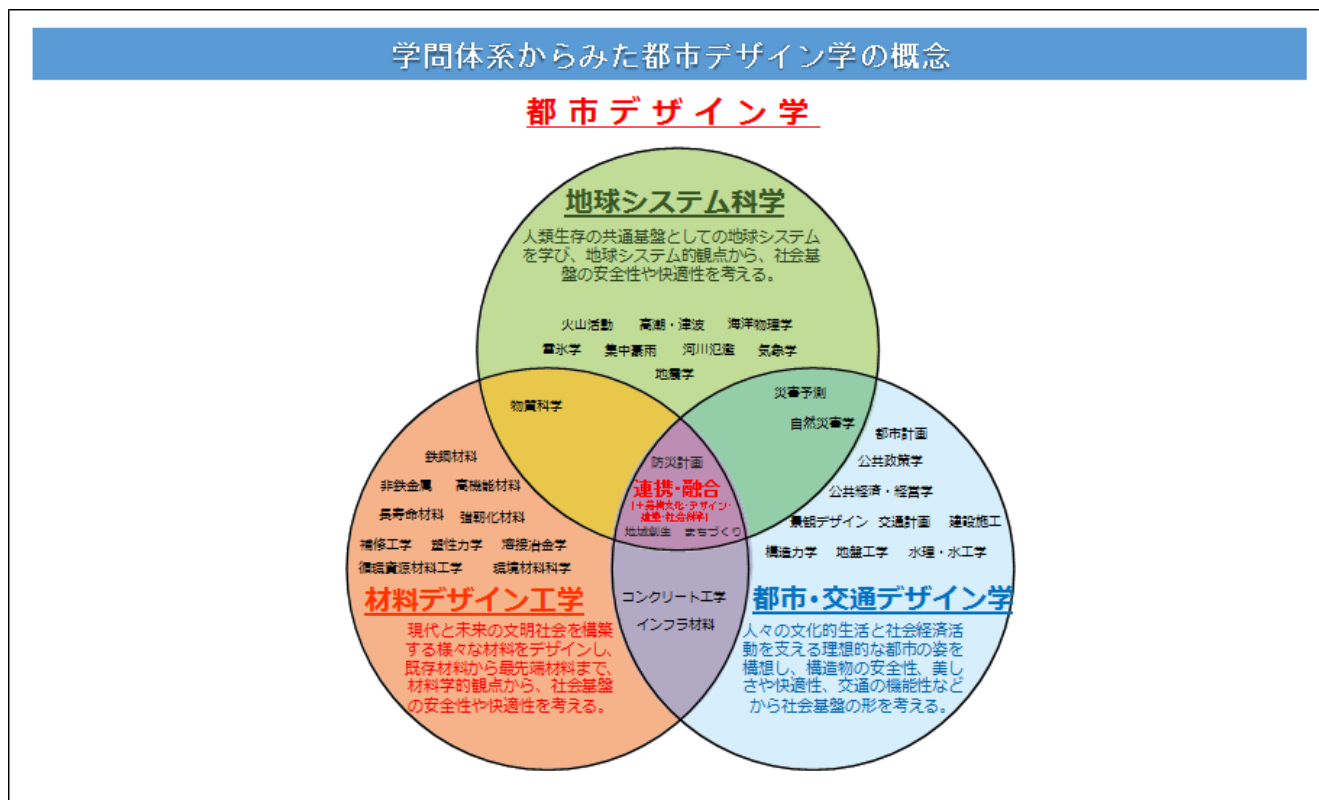 学問体系からみた都市デザイン学の概念
都市デザイン学
地球システム科学
人類生存の共通基盤としての地球システム
を学び、地球システム的観点から、社会基
盤の安全性や快適性を考える。
火山活動 高潮・津波 海洋物理学
雪氷学 集中豪雨 河川氾濫 気象学
地震学
物質科学
災害予測
自然災害学
鉄鋼材料
非鉄金属 高機能材料
長寿命材料 強靭化材料
補修工学 塑性力学 溶接冶金学
循環資源材料工学 環境材料科学
材料デザイン工学
現代と未来の文明社会を構築
する様々な材料をデザインし、
既存材料から最先端材料まで、
材料学的観点から、社会基盤
の安全性や快適性を考える。
防災計画
連携・融合
(+芸術文化・デザイン・
建築・社会科学)
地域創生 まちづくり
コンクリート工学
インフラ材料
都市計画
公共政策学
公共経済・経営学
景観デザイン 交通計画 建設施工
構造力学 地盤工学 水理・水工学
都市・交通デザイン学
人々の文化的生活と社会経済活
動を支える理想的な都市の姿を
構想し、構造物の安全性、美し
さや快適性、交通の機能性など
から社会基盤の形を考える。